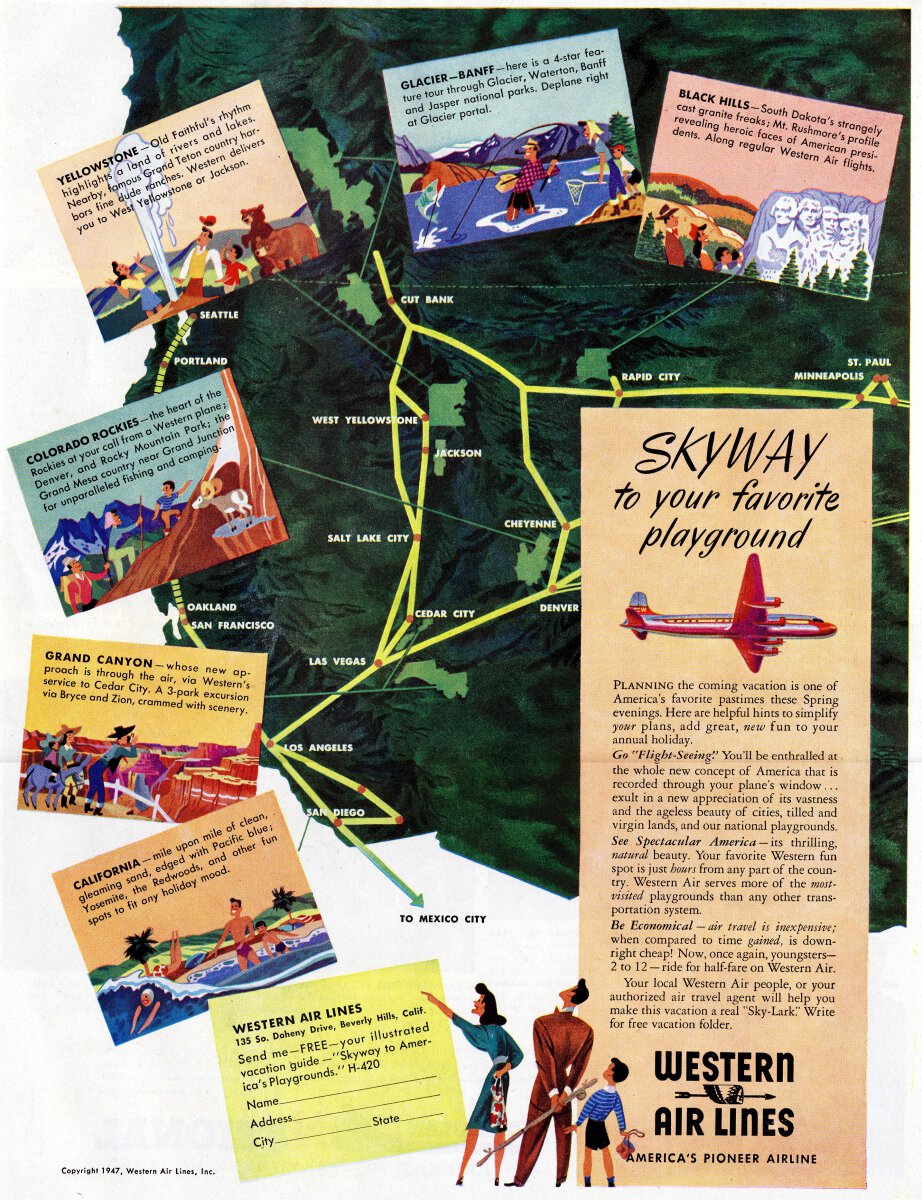 YELLOWSTONE—Old Faithful's rhythm
highlights a land of rivers and lakes.
Nearby, famous Grand Teton country har-
bors fine dude ranches. Western delivers
you to West Yellowstone or Jackson.
GLACIER—BANFF—here is a 4-star fea-
ture tour through Glacier, Waterton, Banff
and Jasper national parks. Deplane right
at Glacier portal.
BLACK HILLS—South Dakota's strangely
cast granite freaks; Mt. Rushmore's profile
revealing heroic faces of American presi-
dents. Along regular Western Air flights.
CUT BANK
SEATTLE
PORTLAND
ST. PAUL
MINNEAPOLIS
RAPID CITY
WEST YELLOWSTONE
JACKSON
COLORADO ROCKIES—the heart of the
Rockies at your call from a Western plane;
Denver, and Rocky Mountain Park; the
Grand Mesa country near Grand Junction
for unparalleled fishing and camping.
CHEYENNE
SALT LAKE CITY
DENVER
OAKLAND
SAN FRANCISCO
CEDAR CITY
LAS VEGAS
GRAND CANYON—whose new ap-
proach is through the air, via Western's
service to Cedar City. A 3-park excursion
via Bryce and Zion, crammed with scenery.
LOS ANGELES
SAN DIEGO
CALIFORNIA—mile upon mile of clean,
gleaming sand, edged with Pacific blue;
Yosemite, the Redwoods, and other fun
spots to fit any holiday mood.
TO MEXICO CITY
SKYWAY
to your favorite
playground
W
PLANNING the coming vacation is one of
America's favorite pastimes these Spring
evenings. Here are helpful hints to simplify
your plans, add great, new fun to your
annual holiday.
Go "Flight-Seeing." You'll be enthralled at
the whole new concept of America that is
recorded through your plane's window...
exult in a new appreciation of its vastness
and the ageless beauty of cities, tilled and
virgin lands, and our national playgrounds.
See Spectacular America—its thrilling,
natural beauty. Your favorite Western fun
spot is just hours from any part of the coun-
try. Western Air serves more of the most-
visited playgrounds than any other trans-
portation system.
Be Economical—air travel is inexpensive;
when compared to time gained, is down-
right cheap! Now, once again, youngsters—
2 to 12—ride for half-fare on Western Air.
Your local Western Air people, or your
authorized air travel agent will help you
make this vacation a real "Sky-Lark." Write
for free vacation folder.
WESTERN
AIR LINES
AMERICA'S PIONEER AIRLINE
WESTERN AIR LINES
135 So. Doheny Drive, Beverly Hills, Calif.
Send me—FREE—your illustrated
vacation guide—"Skyway to Amer-
ica's Playgrounds." H-420
Name
Address
City State
Copyright 1947, Western Air Lines, Inc.